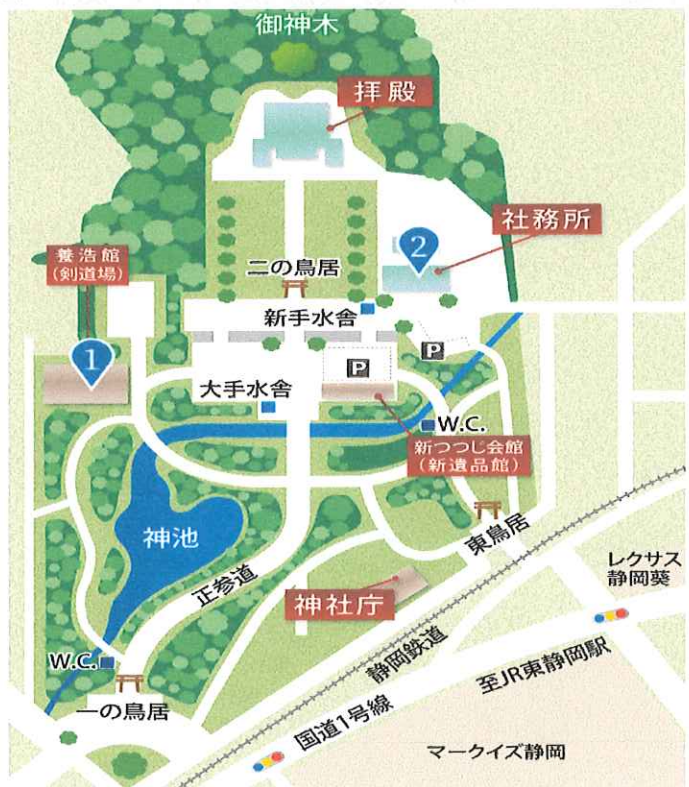 御神木
拝殿
社務所
2
養浩館
(剣道場)
二の鳥居
新手水舎
1
P
P
大手水舎
W.C.
新つつじ会館
(新遺品館)
神池
東鳥居
正参道
レクサス
静岡葵
神社庁
静岡鉄道
W.C.
至JR東静岡駅
一の鳥居
国道1号線
マークイズ静岡